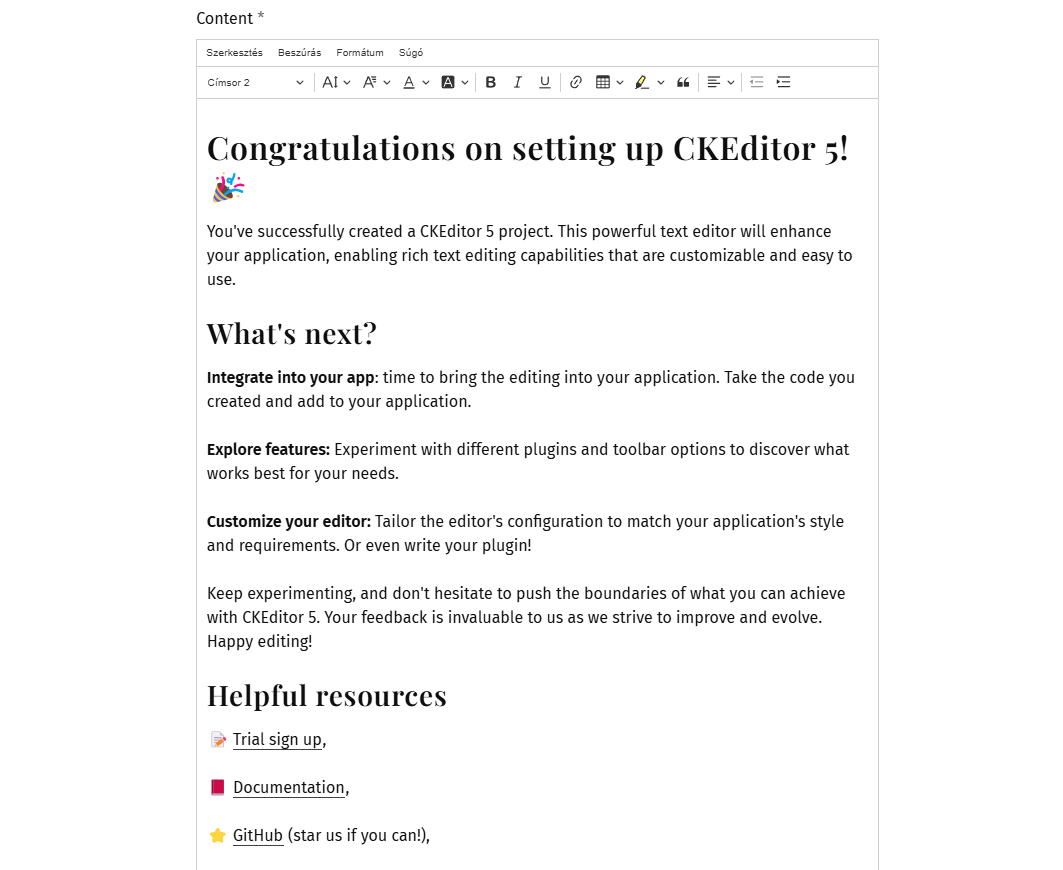 Content *
Szerkesztés Beszúrás Formátum Súgó
Címsor 2
Congratulations on setting up CKEditor 5!
🎉
You've successfully created a CKEditor 5 project. This powerful text editor will enhance
your application, enabling rich text editing capabilities that are customizable and easy to
use.
What's next?
Integrate into your app: time to bring the editing into your application. Take the code you
created and add to your application.
Explore features: Experiment with different plugins and toolbar options to discover what
works best for your needs.
Customize your editor: Tailor the editor's configuration to match your application's style
and requirements. Or even write your plugin!
Keep experimenting, and don't hesitate to push the boundaries of what you can achieve
with CKEditor 5. Your feedback is invaluable to us as we strive to improve and evolve.
Happy editing!
Helpful resources
📝 Trial sign up,
📕 Documentation,
⭐ GitHub (star us if you can!),